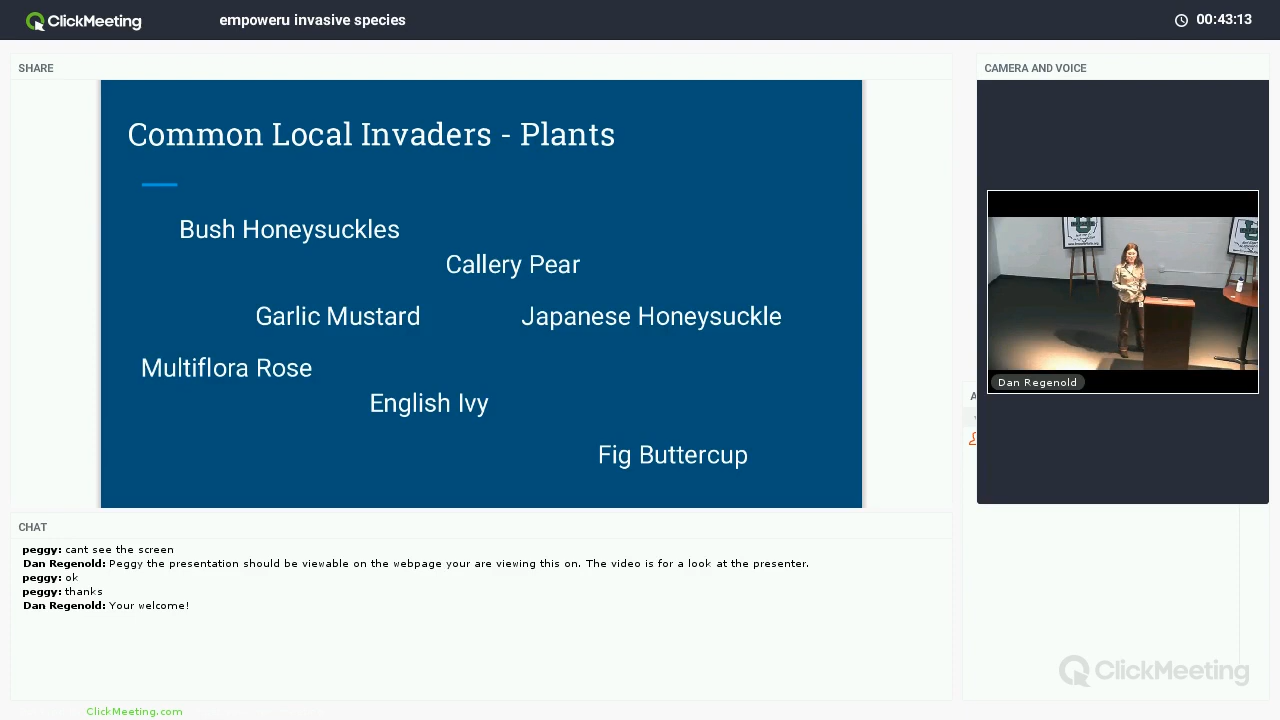 ClickMeeting
empoweru invasive species
00:43:13
SHARE
CAMERA AND VOICE
Common Local Invaders - Plants
Bush Honeysuckles
Callery Pear
Garlic Mustard
Japanese Honeysuckle
Multiflora Rose
English Ivy
Fig Buttercup
Dan Regenold
CHAT
peggy: cant see the screen
Dan Regenold: Peggy the presentation should be viewable on the webpage your are viewing this on. The video is for a look at the presenter.
peggy: ok
peggy: thanks
Dan Regenold: Your welcome!
ClickMeeting
ClickMeeting.com